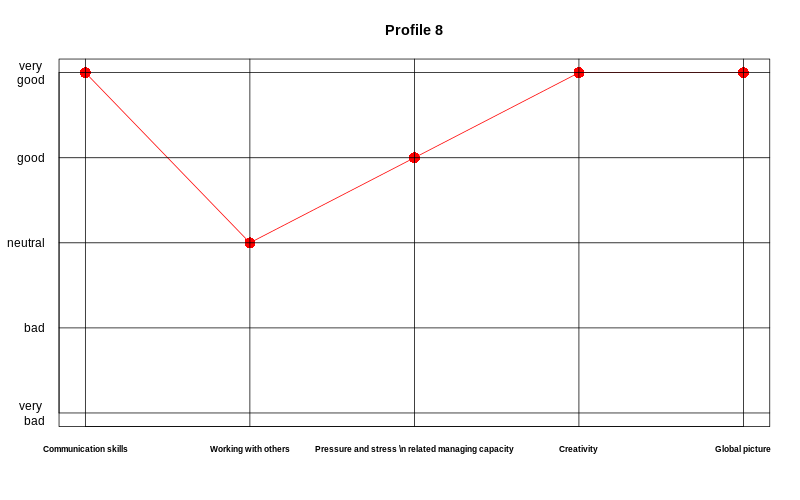 Profile 8
very
good
good
neutral
bad
very
bad
Communication skills
Working with others
Pressure and stress \n related managing capacity
Creativity
Global picture